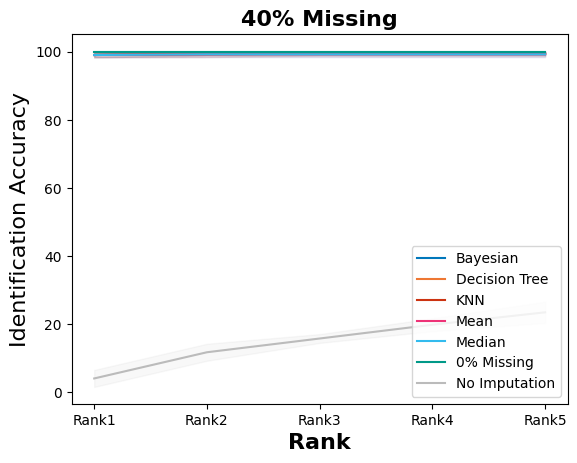 40% Missing
Identification Accuracy
100
80
60
40
20
0
Bayesian
Decision Tree
KNN
Mean
Median
0% Missing
No Imputation
Rank1 Rank2 Rank3 Rank4 Rank5
Rank